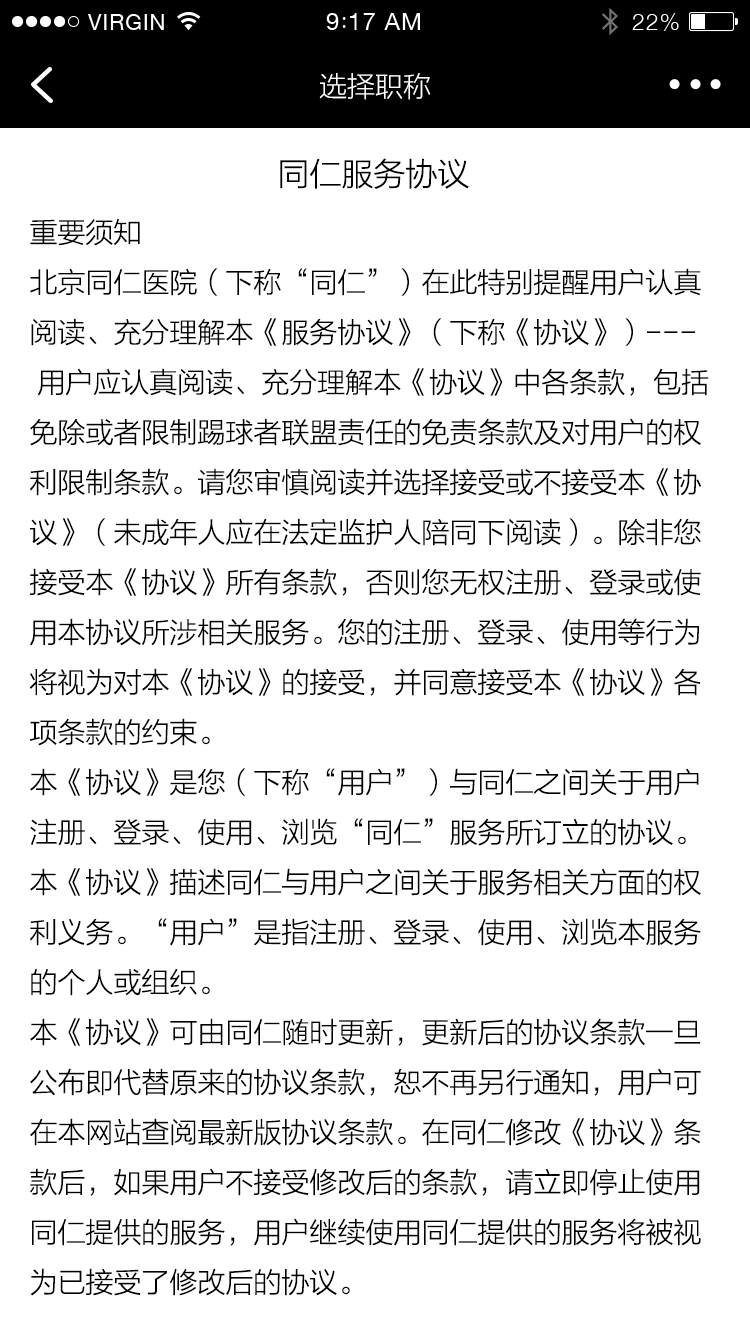 VIRGIN 9:17 AM 22%
选择职称
同仁服务协议
重要须知
北京同仁医院（下称“同仁”）在此特别提醒用户认真
阅读、充分理解本《服务协议》（下称《协议》）---
用户应认真阅读、充分理解本《协议》中各条款，包括
免除或者限制踢球者联盟责任的免责条款及对用户的权
利限制条款。请您审慎阅读并选择接受或不接受本《协
议》（未成年人应在法定监护人陪同下阅读）。除非您
接受本《协议》所有条款，否则您无权注册、登录或使
用本协议所涉相关服务。您的注册、登录、使用等行为
将视为对本《协议》的接受，并同意接受本《协议》各
项条款的约束。
本《协议》是您（下称“用户”）与同仁之间关于用户
注册、登录、使用、浏览“同仁”服务所订立的协议。
本《协议》描述同仁与用户之间关于服务相关方面的权
利义务。“用户”是指注册、登录、使用、浏览本服务
的个人或组织。
本《协议》可由同仁随时更新，更新后的协议条款一旦
公布即代替原来的协议条款，恕不再另行通知，用户可
在本网站查阅最新版协议条款。在同仁修改《协议》条
款后，如果用户不接受修改后的条款，请立即停止使用
同仁提供的服务，用户继续使用同仁提供的服务将被视
为已接受了修改后的协议。